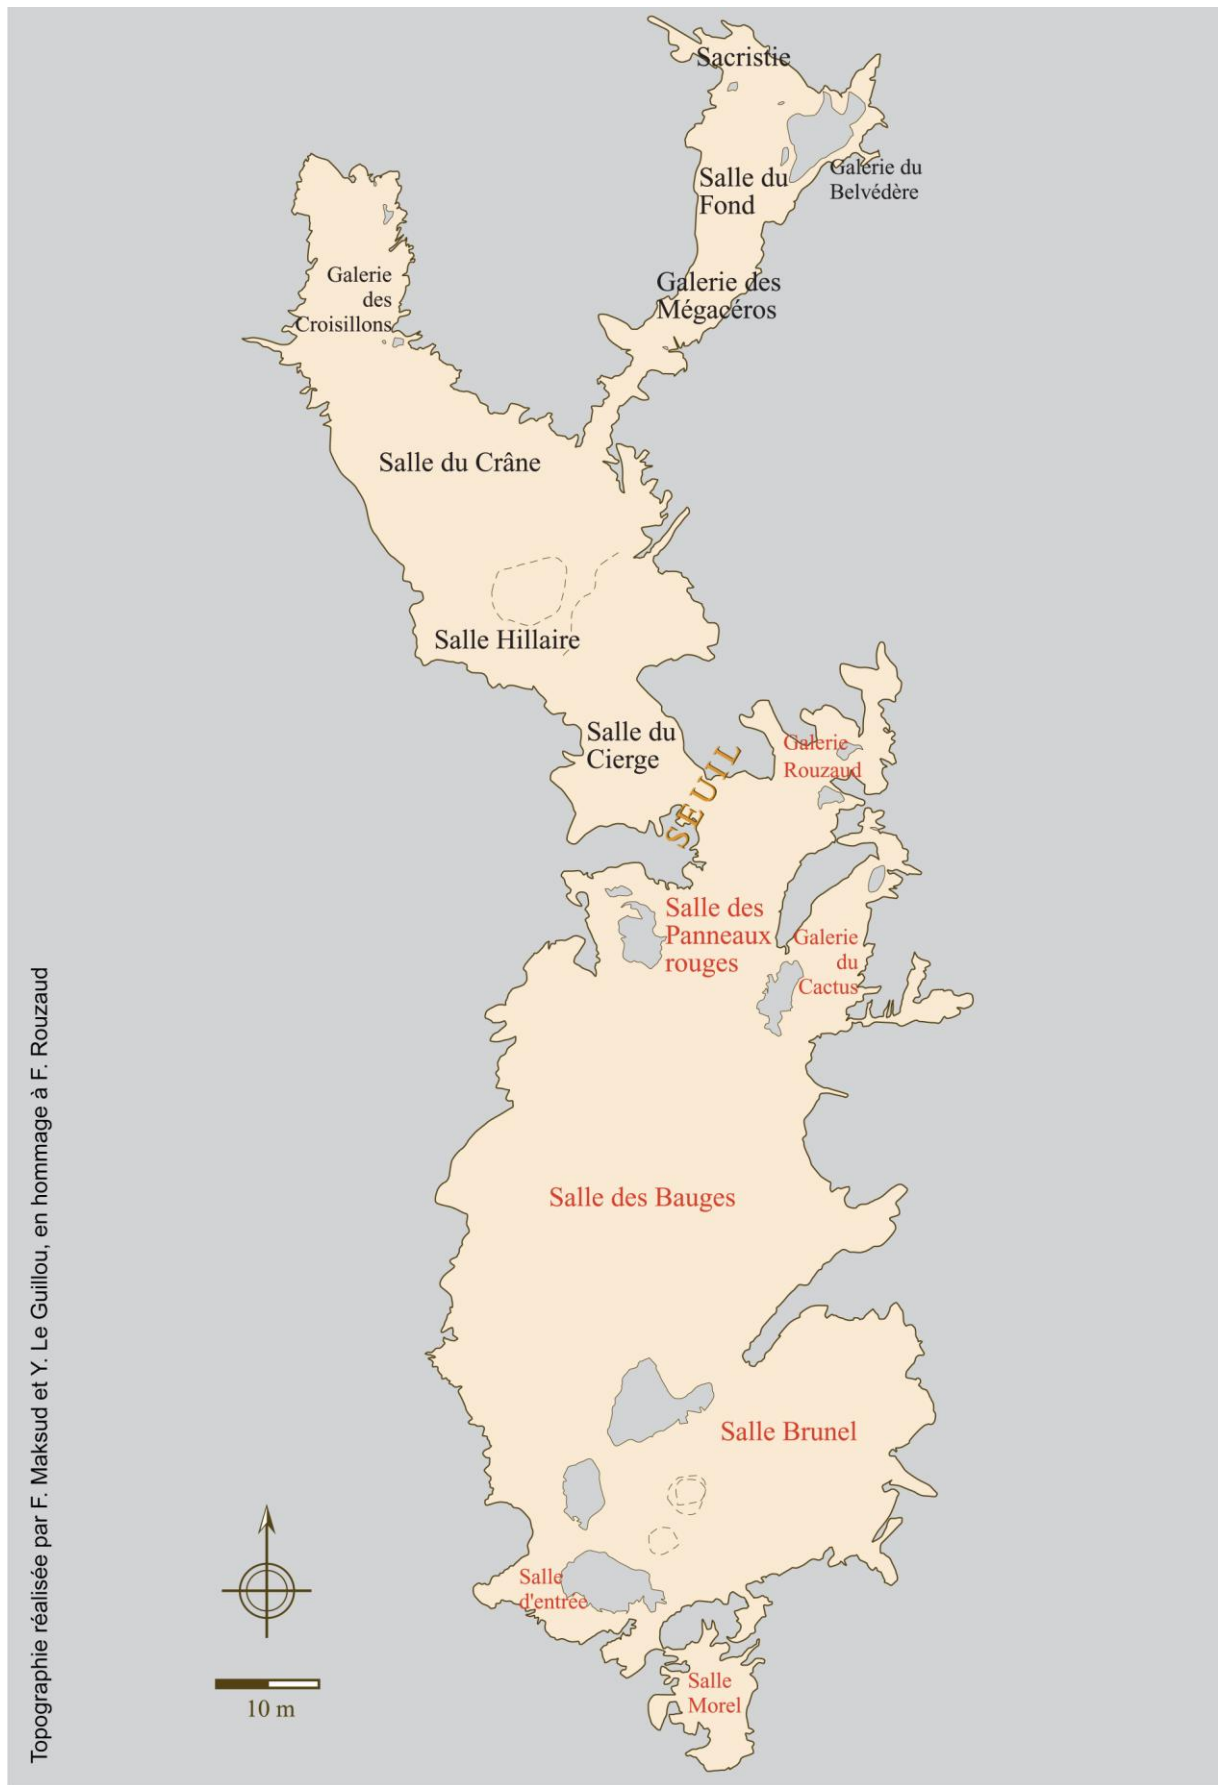 Sacristie
Galerie du
Belvédère
Salle du
Fond
Galerie des
Mégacéros
Galerie
des
Croisillons
Salle du Crâne
Salle Hillaire
Salle du
Cierge
SEUIL
Galerie
Rouzaud
Salle des
Panneaux
rouges
Galerie
du
Cactus
Salle des Bauges
Salle Brunel
Salle
d'entrée
Salle
Morel
10 m
Topographie réalisée par F. Maksud et Y. Le Guillou, en hommage à F. Rouzaud